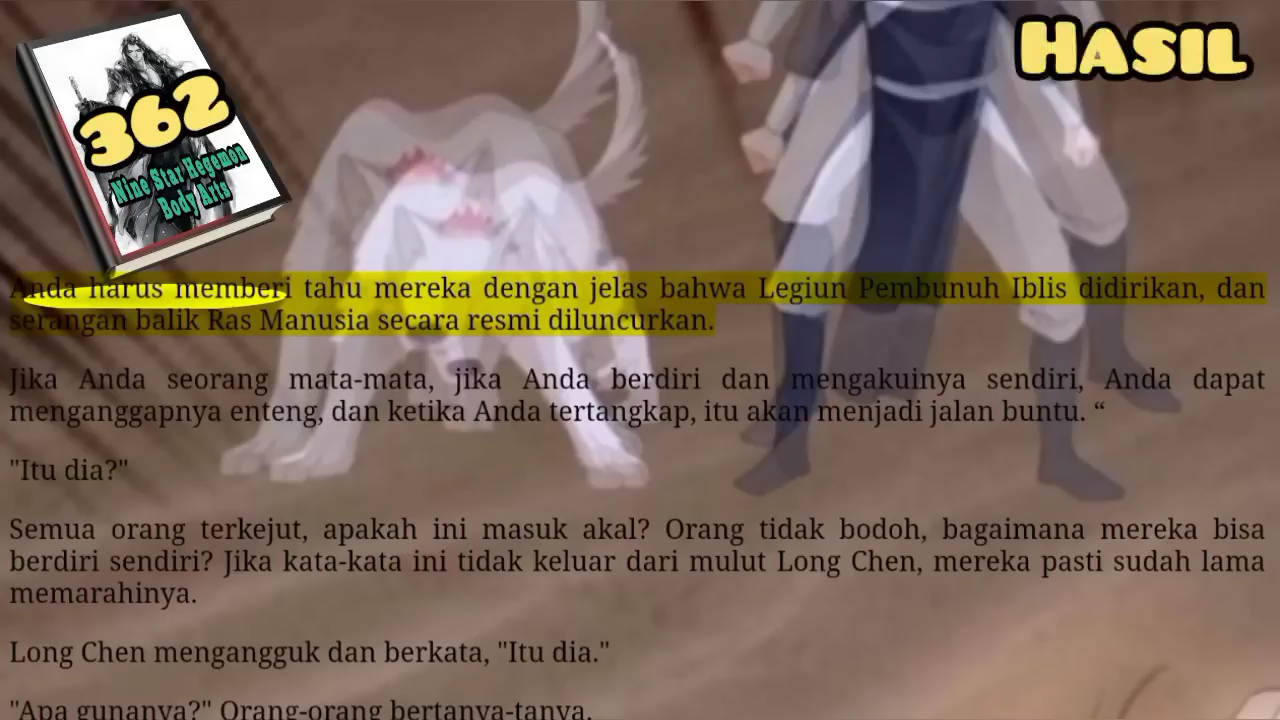 Hasil
362
Nine Star Hegemon
Body Arts
Anda harus memberi tahu mereka dengan jelas bahwa Legiun Pembunuh Iblis didirikan, dan
serangan balik Ras Manusia secara resmi diluncurkan.
Jika Anda seorang mata-mata, jika Anda berdiri dan mengakuinya sendiri, Anda dapat
menganggapnya enteng, dan ketika Anda tertangkap, itu akan menjadi jalan buntu. “
"Itu dia?"
Semua orang terkejut, apakah ini masuk akal? Orang tidak bodoh, bagaimana mereka bisa
berdiri sendiri? Jika kata-kata ini tidak keluar dari mulut Long Chen, mereka pasti sudah lama
memarahinya.
Long Chen mengangguk dan berkata, "Itu dia."
"Apa gunanya?" Orang-orang bertanya-tanya.